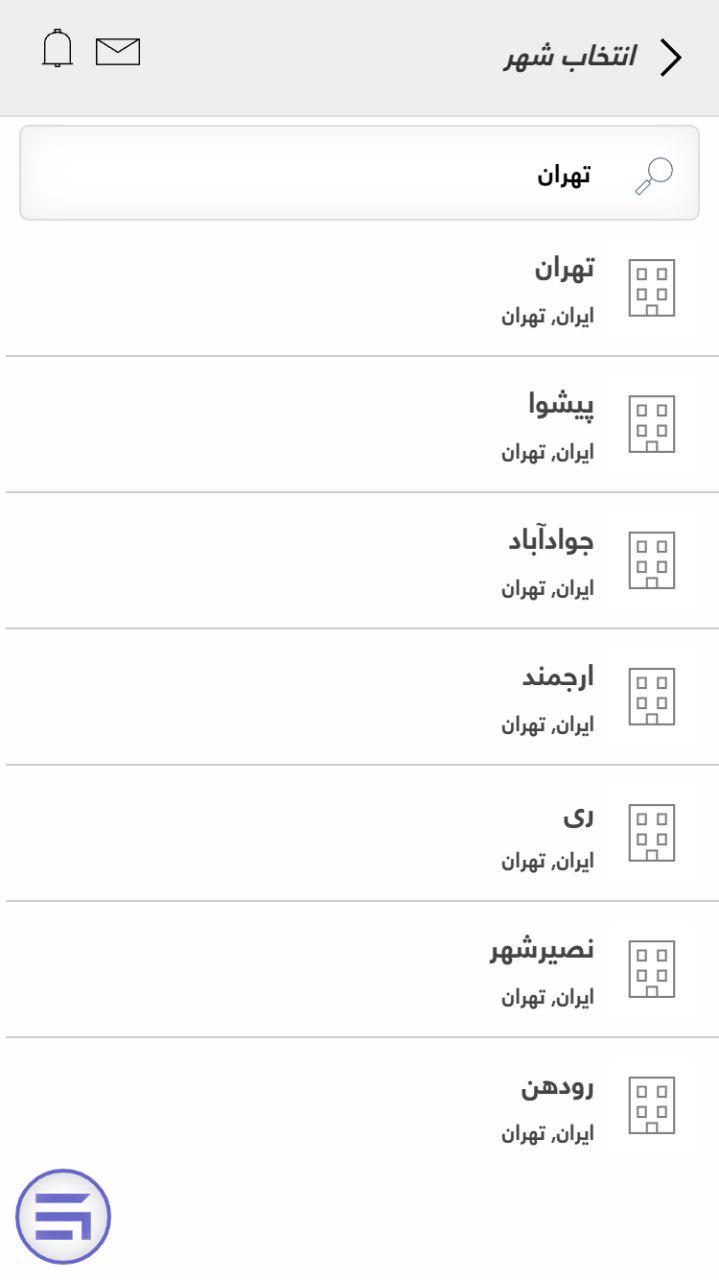 انتخاب شهر
تهران
تهران
ایران, تهران
پیشوا
ایران, تهران
جوادآباد
ایران, تهران
ارجمند
ایران, تهران
ری
ایران, تهران
نصیرشهر
ایران, تهران
رودهن
ایران, تهران